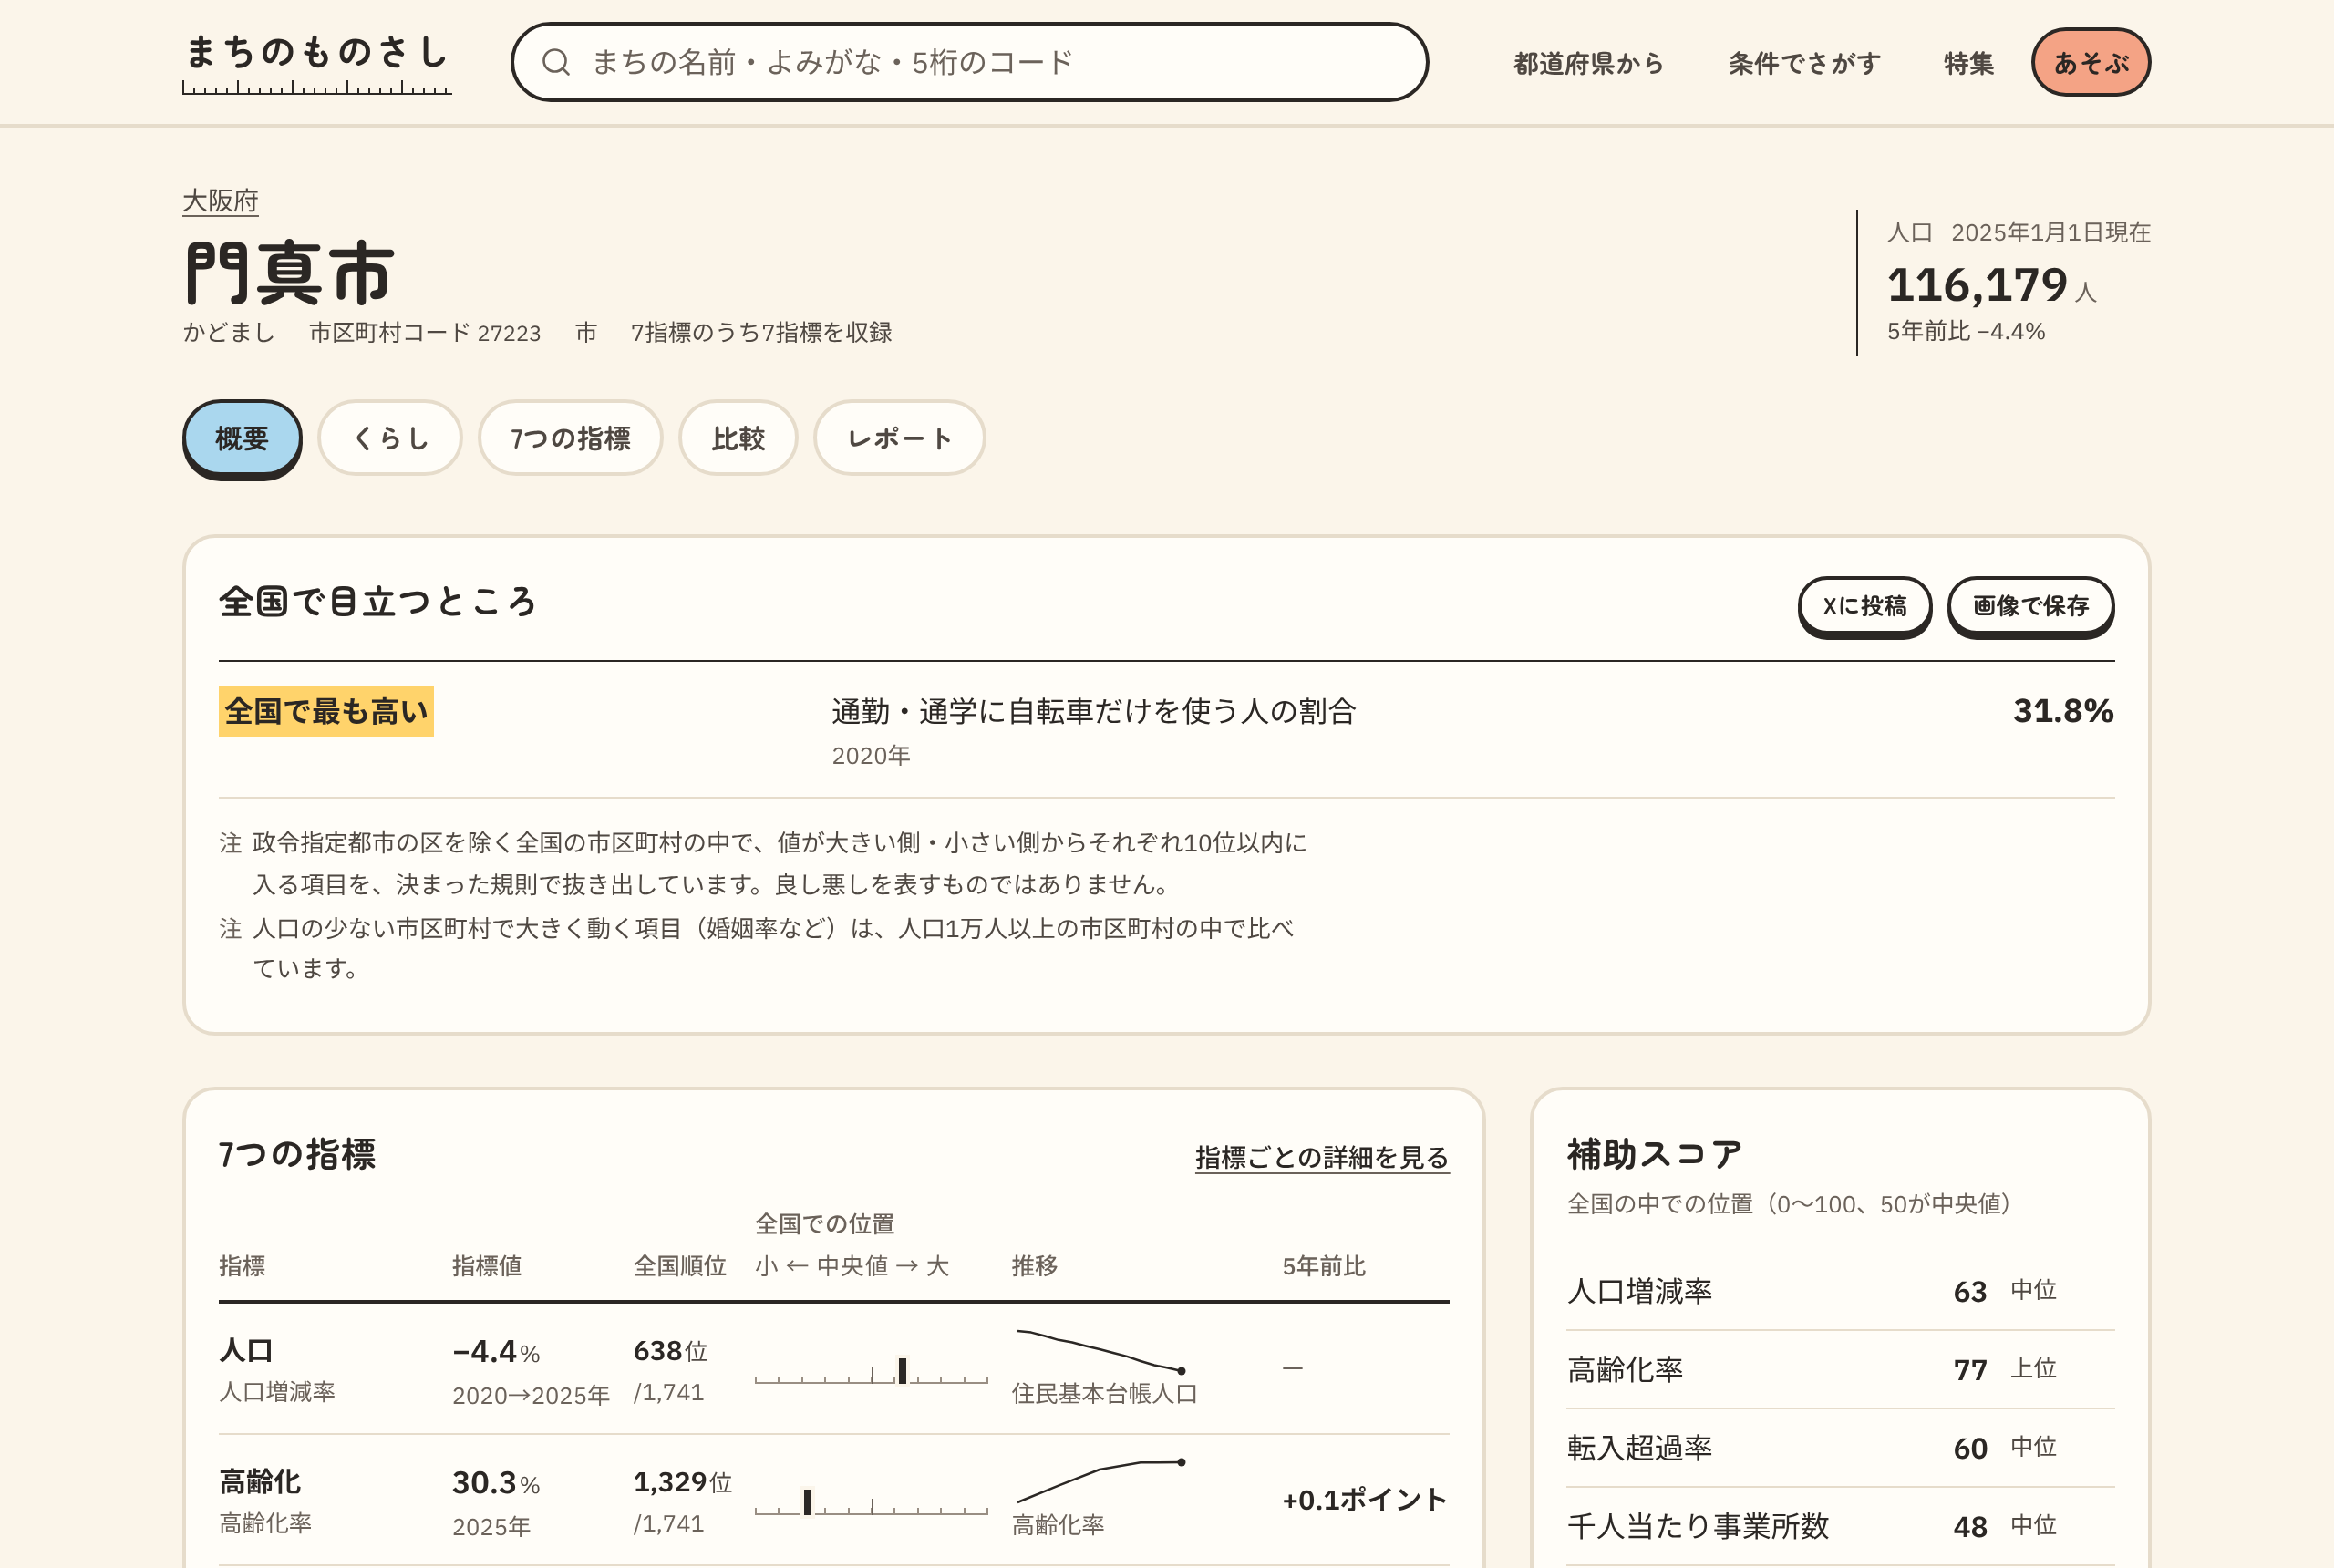 まちのものさし
まちの名前・よみがな・5桁のコード
都道府県から
条件でさがす
特集
あそぶ
大阪府
門真市
かどまし 市区町村コード 27223 市 7指標のうち7指標を収録
人口 2025年1月1日現在
116,179 人
5年前比 −4.4%
概要
くらし
7つの指標
比較
レポート
全国で目立つところ
Xに投稿
画像で保存
全国で最も高い
通勤・通学に自転車だけを使う人の割合
2020年
31.8%
注 政令指定都市の区を除く全国の市区町村の中で、値が大きい側・小さい側からそれぞれ10位以内に
入る項目を、決まった規則で抜き出しています。良し悪しを表すものではありません。
注 人口の少ない市区町村で大きく動く項目（婚姻率など）は、人口1万人以上の市区町村の中で比べ
ています。
7つの指標
指標ごとの詳細を見る
指標 指標値 全国順位 全国での位置
小 ← 中央値 → 大 推移 5年前比
人口 −4.4% 638位 —
人口増減率 2020→2025年 /1,741 住民基本台帳人口
高齢化 30.3% 1,329位 +0.1ポイント
高齢化率 2025年 /1,741 高齢化率
補助スコア
全国の中での位置（0〜100、50が中央値）
人口増減率 63 中位
高齢化率 77 上位
転入超過率 60 中位
千人当たり事業所数 48 中位